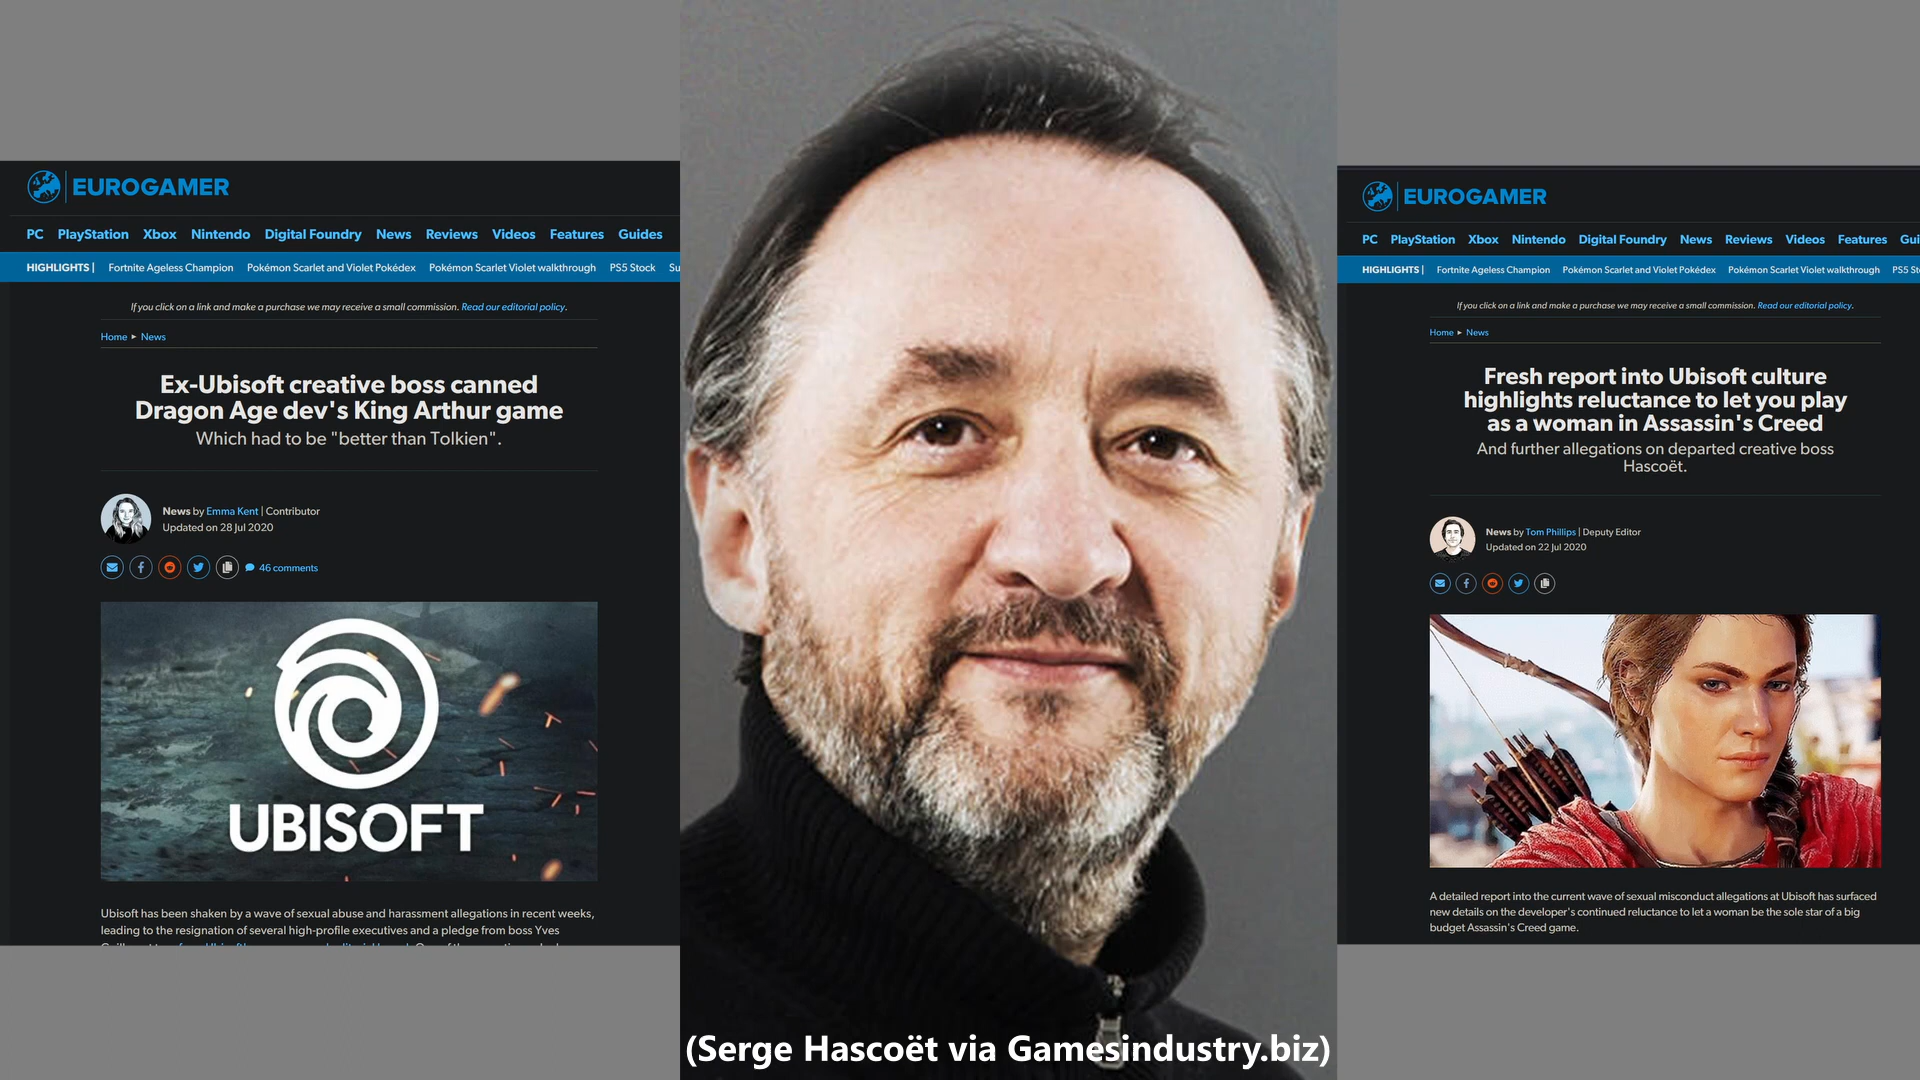 EUROGAMER
PC PlayStation Xbox Nintendo Digital Foundry News Reviews Videos Features Guides
HIGHLIGHTS | Fortnite Ageless Champion Pokémon Scarlet and Violet Pokédex Pokémon Scarlet Violet walkthrough PS5 Stock Su
If you click on a link and make a purchase we may receive a small commission. Read our editorial policy.
Home ▸ News
Ex-Ubisoft creative boss canned
Dragon Age dev's King Arthur game
Which had to be "better than Tolkien".
News by Emma Kent | Contributor
Updated on 28 Jul 2020
46 comments
UBISOFT
Ubisoft has been shaken by a wave of sexual abuse and harassment allegations in recent weeks,
leading to the resignation of several high-profile executives and a pledge from boss Yves
(Serge Hascoët via Gamesindustry.biz)
EUROGAMER
PC PlayStation Xbox Nintendo Digital Foundry News Reviews Videos Features Gui
HIGHLIGHTS | Fortnite Ageless Champion Pokémon Scarlet and Violet Pokédex Pokémon Scarlet Violet walkthrough PS5 St
If you click on a link and make a purchase we may receive a small commission. Read our editorial policy.
Home ▸ News
Fresh report into Ubisoft culture
highlights reluctance to let you play
as a woman in Assassin's Creed
And further allegations on departed creative boss
Hascoët.
News by Tom Phillips | Deputy Editor
Updated on 22 Jul 2020
A detailed report into the current wave of sexual misconduct allegations at Ubisoft has surfaced
new details on the developer's continued reluctance to let a woman be the sole star of a big
budget Assassin's Creed game.